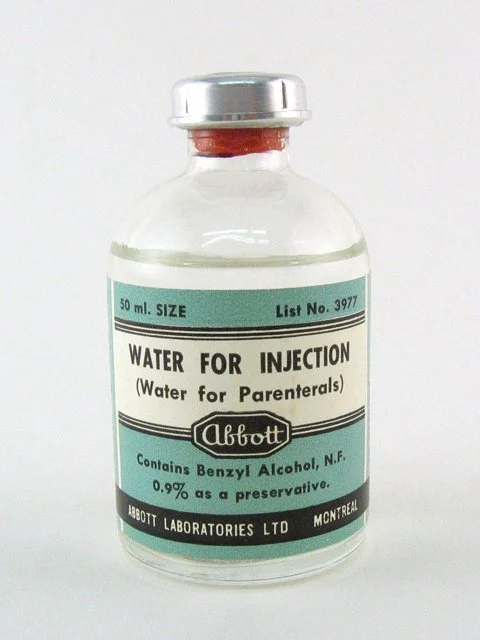 50 ml. SIZE List No. 3977
WATER FOR INJECTION
(Water for Parenterals)
Abbott
Contains Benzyl Alcohol, N.F.
0.9% as a preservative.
ABBOTT LABORATORIES LTD MONTRÉAL